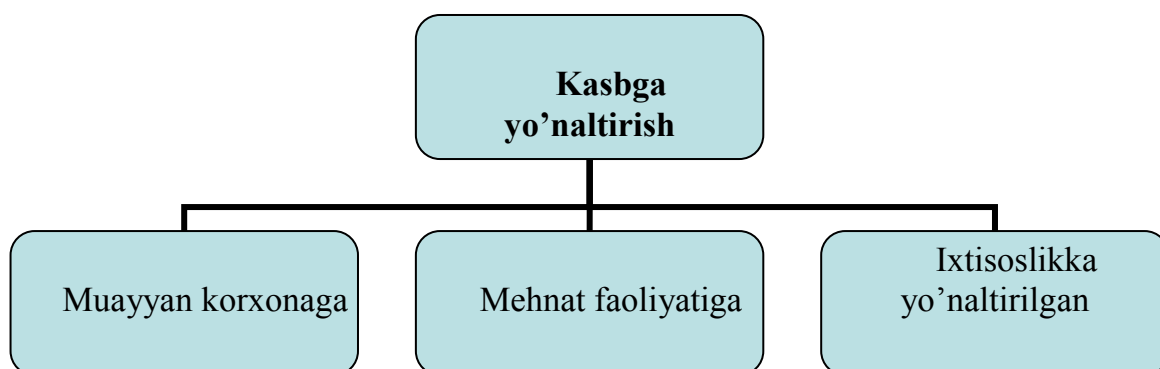 Kasbga
yo’naltirish
Muayyan korxonaga
Mehnat faoliyatiga
Ixtisoslikka
yo’naltirilgan